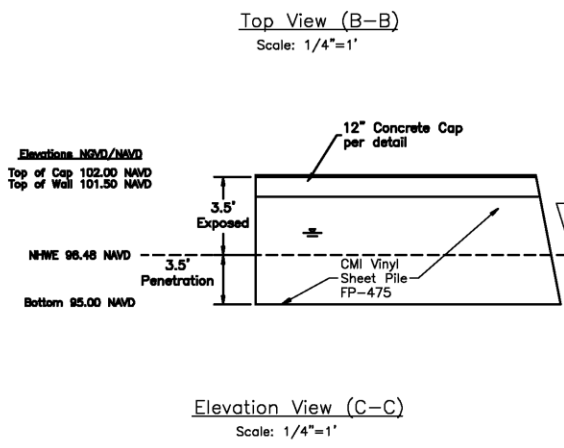 Top View (B-B)
Scale: 1/4"=1'
12" Concrete Cap
per detail
Elevations NGVD/NAVD
Top of Cap 102.00 NAVD
Top of Wall 101.50 NAVD
3.5'
Exposed
NHWE 98.48 NAVD
3.5'
Penetration
CMI Vinyl
Sheet Pile
FP-475
Bottom 95.00 NAVD
Elevation View (C-C)
Scale: 1/4"=1'